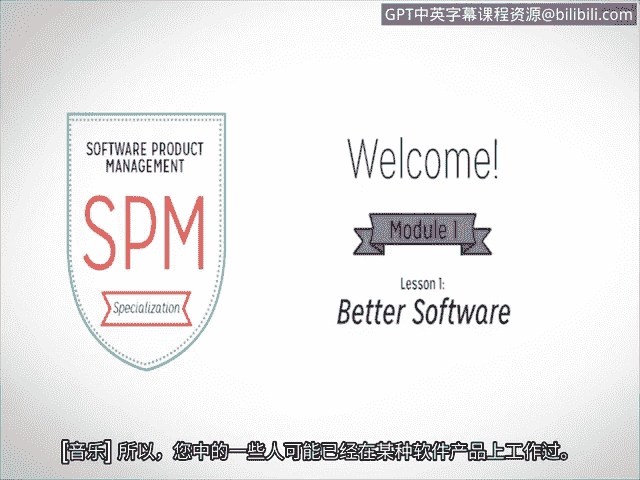 GPT中英字幕课程资源@bilibili.com
SOFTWARE PRODUCT
MANAGEMENT
SPM
Specialization
Welcome!
Module 1
Lesson 1:
Better Software
[音乐] 所以，您中的一些人可能已经在某种软件产品上工作过。